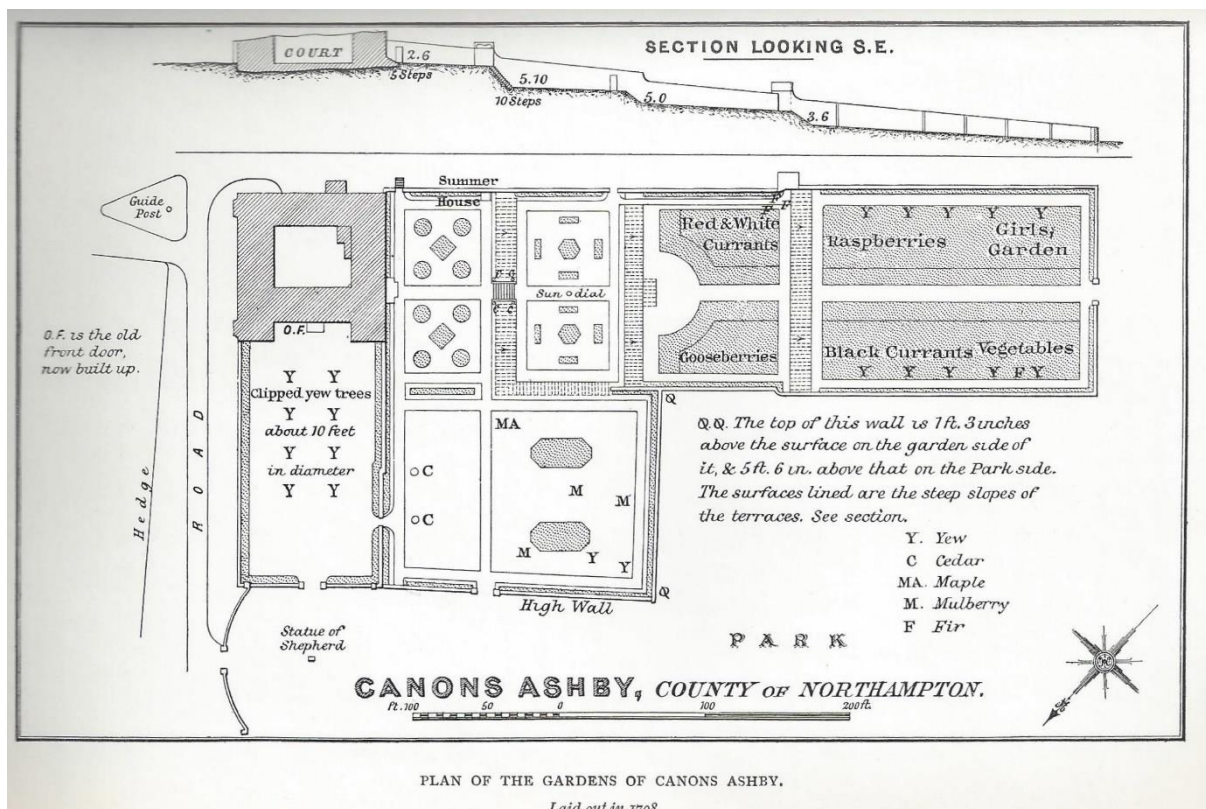 SECTION LOOKING S.E.
COURT
2.6
5 Steps
5.10
10 Steps
5.0
3.6
Guide
Post
Summer
House
Red & White
Currants
F
F
F
Y Y Y Y Y
Raspberries
Girls,
Garden
F C
C C
Sun dial
O.F. is the old
front door,
now built up.
O.F.
Gooseberries
Black Currants
Vegetables
Y Y Y Y F Y
Y Y
Clipped yew trees
Y Y
about 10 feet
Y Y
in diameter
Y Y
ROAD
Hedge
C
C
MA
M
M
M
Y
Y
Q
Q
High Wall
Q.Q. The top of this wall is 1 ft. 3 inches
above the surface on the garden side of
it, & 5 ft. 6 in. above that on the Park side.
The surfaces lined are the steep slopes of
the terraces. See section.
Y. Yew
C Cedar
MA. Maple
M. Mulberry
F Fir
Statue of
Shepherd
PARK
CANONS ASHBY, COUNTY OF NORTHAMPTON.
ft. 100 50 0 100 200 ft.
PLAN OF THE GARDENS OF CANONS ASHBY.
Laid out in 1708